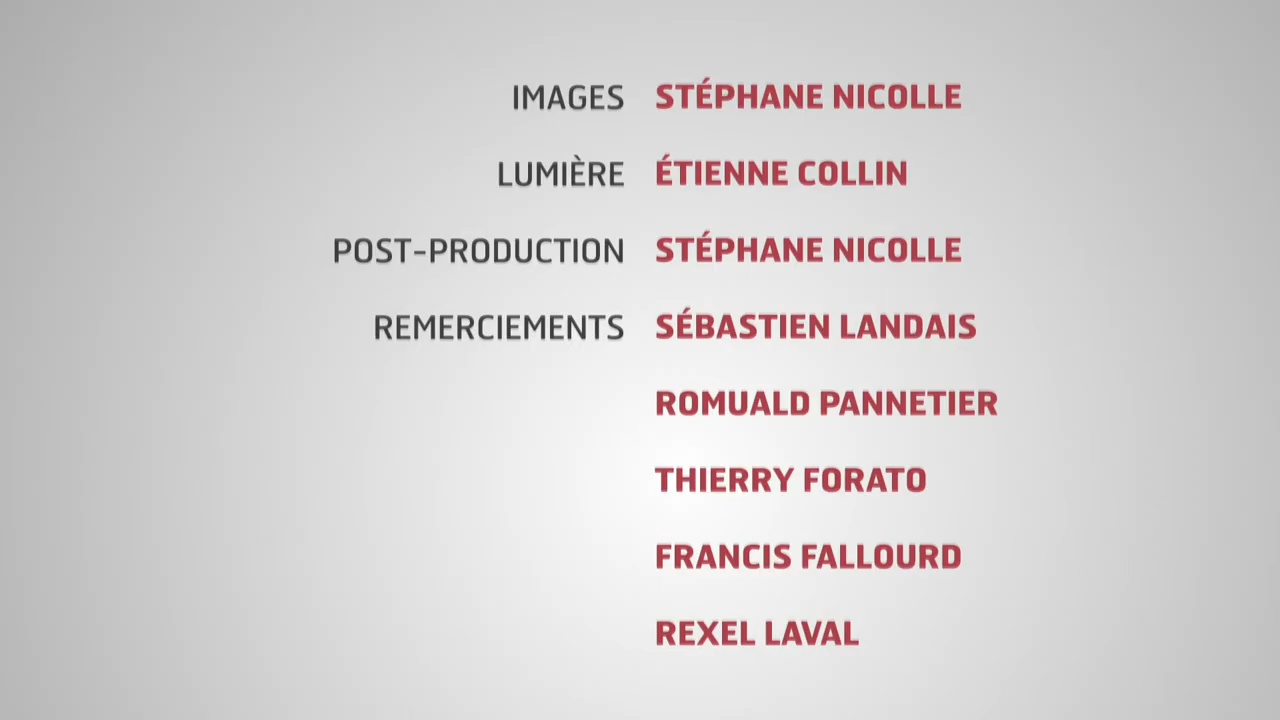 IMAGES STÉPHANE NICOLLE
LUMIÈRE ÉTIENNE COLLIN
POST-PRODUCTION STÉPHANE NICOLLE
REMERCIEMENTS SÉBASTIEN LANDAIS
ROMUALD PANNETIER
THIERRY FORATO
FRANCIS FALLOURD
REXEL LAVAL